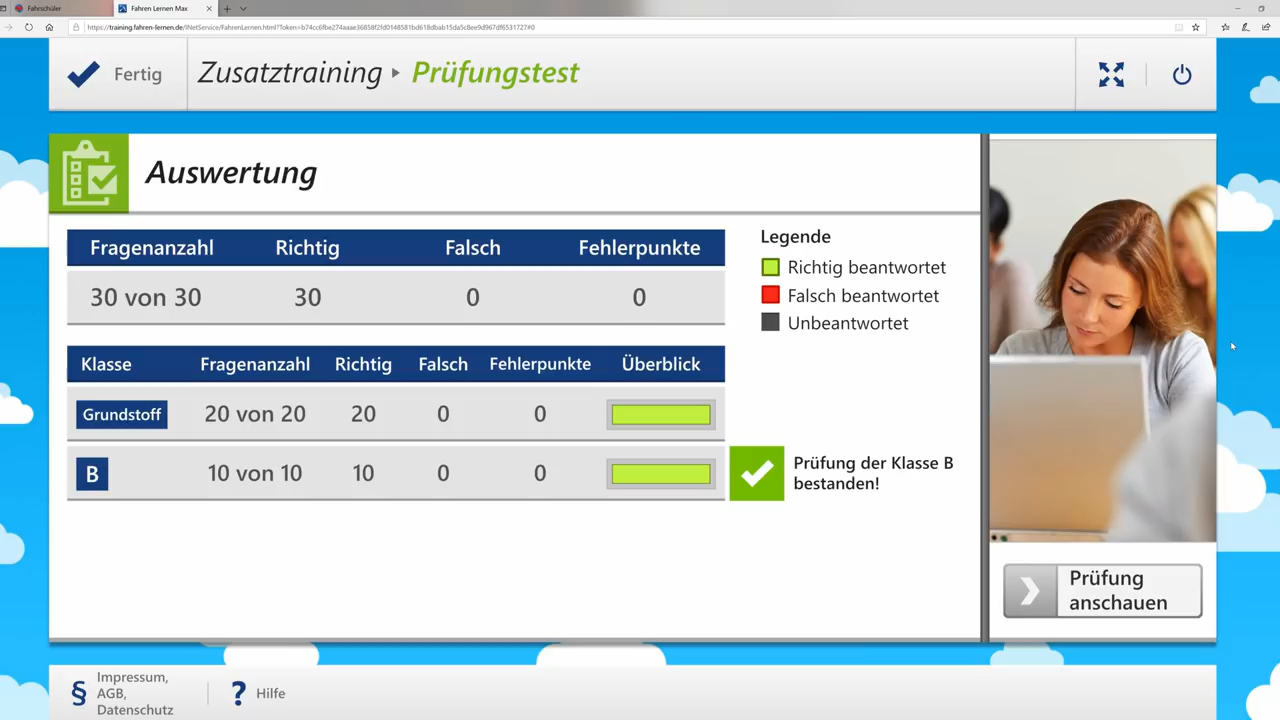 Fahrschüler
Fahren Lernen Max
Fertig
Zusatztraining ▸ Prüfungstest
Auswertung
Fragenanzahl Richtig Falsch Fehlerpunkte
30 von 30 30 0 0
Klasse Fragenanzahl Richtig Falsch Fehlerpunkte Überblick
Grundstoff 20 von 20 20 0 0
B 10 von 10 10 0 0
Legende
Richtig beantwortet
Falsch beantwortet
Unbeantwortet
Prüfung der Klasse B
bestanden!
Prüfung
anschauen
§ Impressum,
AGB,
Datenschutz
? Hilfe